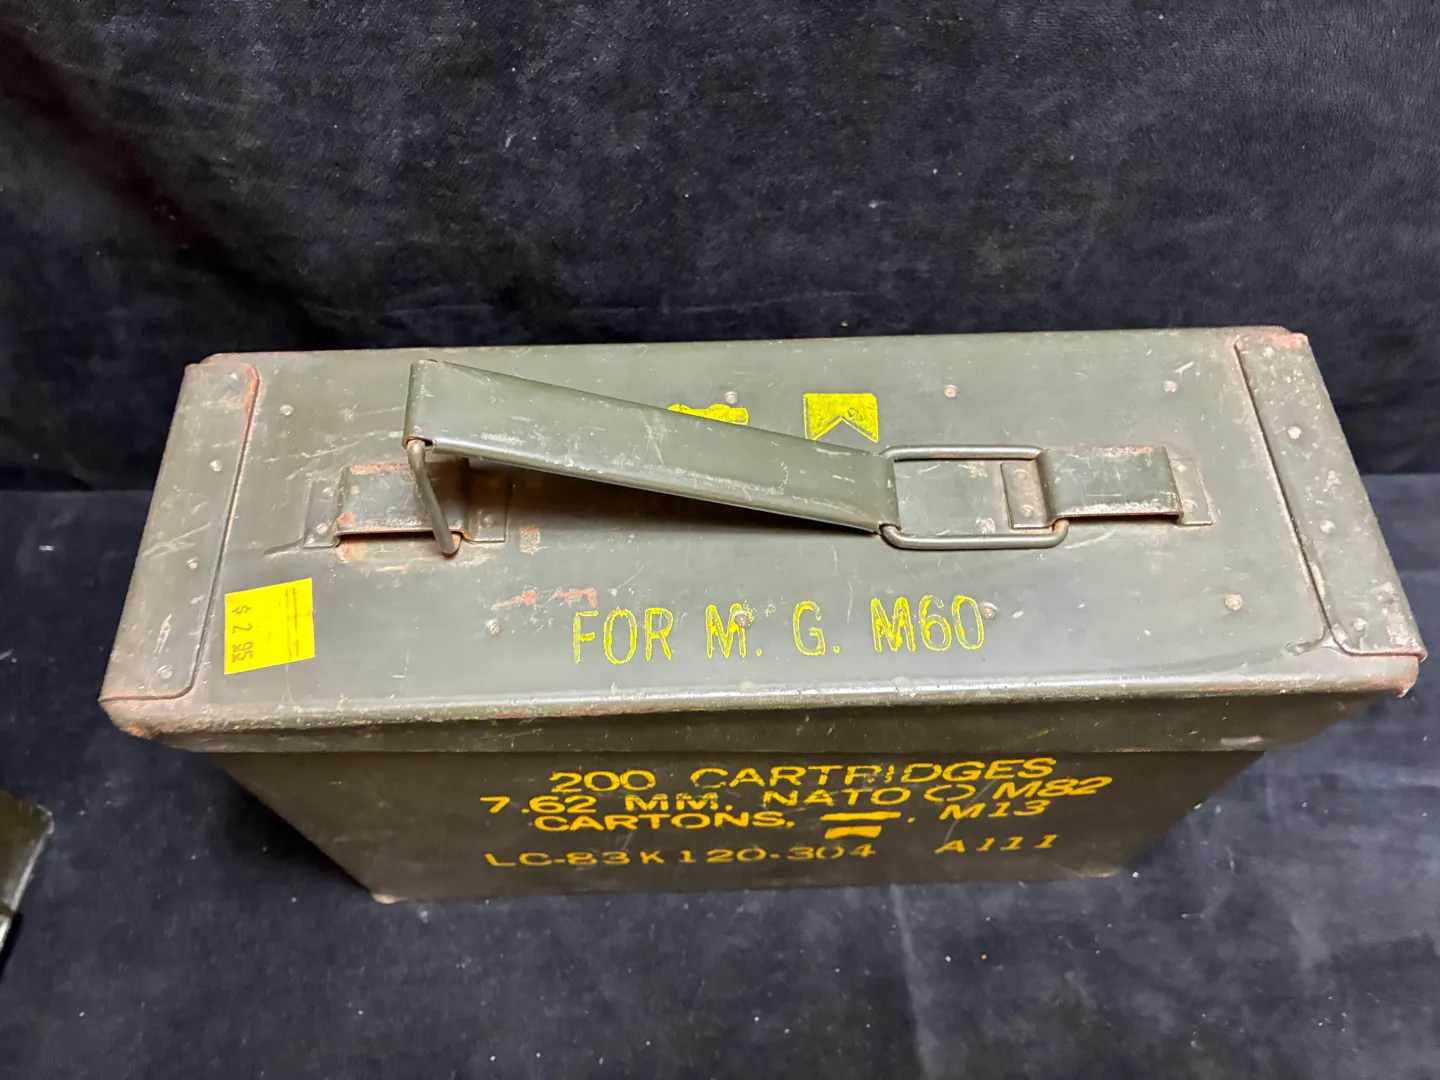 $ 2.95
FOR M. G. M60
200 CARTRIDGES
7.62 MM. NATO M82
CARTONS, M13
LC-83K120-304 A111